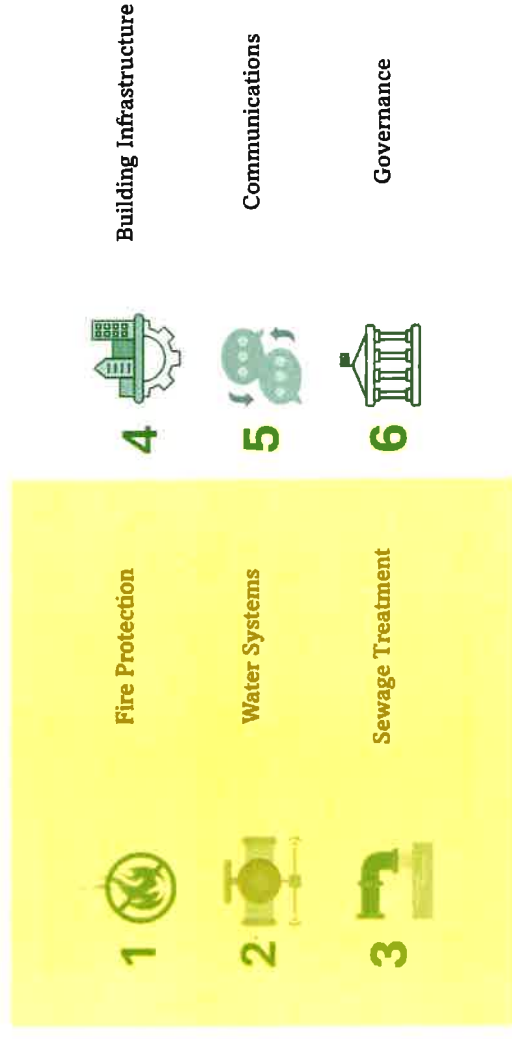 1 Fire Protection
2 Water Systems
3 Sewage Treatment
4 Building Infrastructure
5 Communications
6 Governance